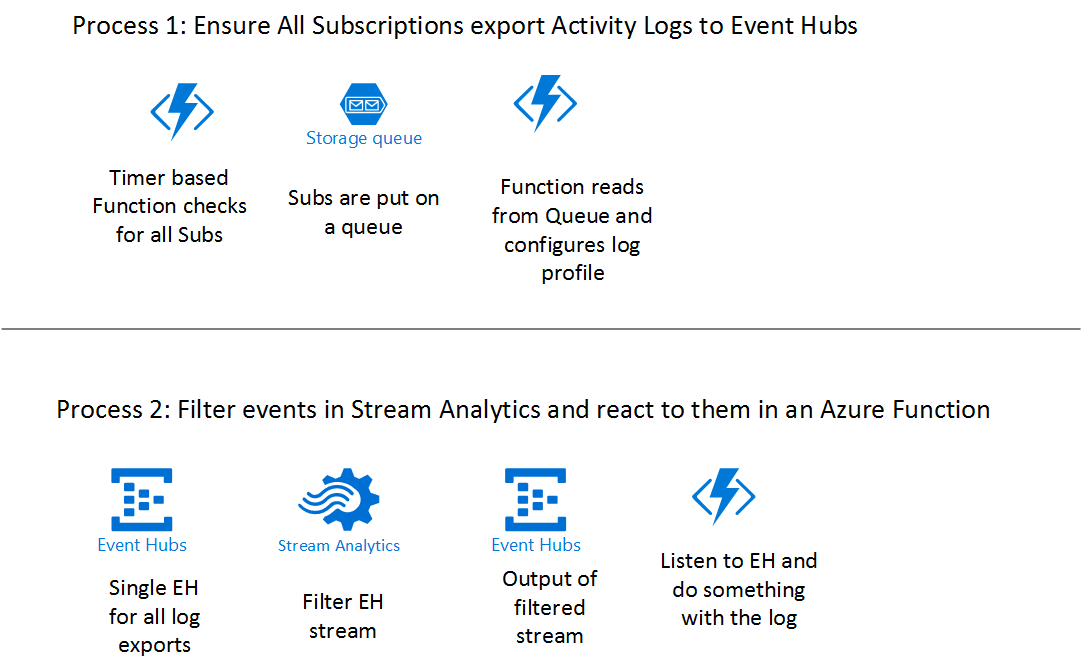 Process 1: Ensure All Subscriptions export Activity Logs to Event Hubs
Timer based
Function checks
for all Subs
Storage queue
Subs are put on
a queue
Function reads
from Queue and
configures log
profile
Process 2: Filter events in Stream Analytics and react to them in an Azure Function
Event Hubs
Single EH
for all log
exports
Stream Analytics
Filter EH
stream
Event Hubs
Output of
filtered
stream
Listen to EH and
do something
with the log